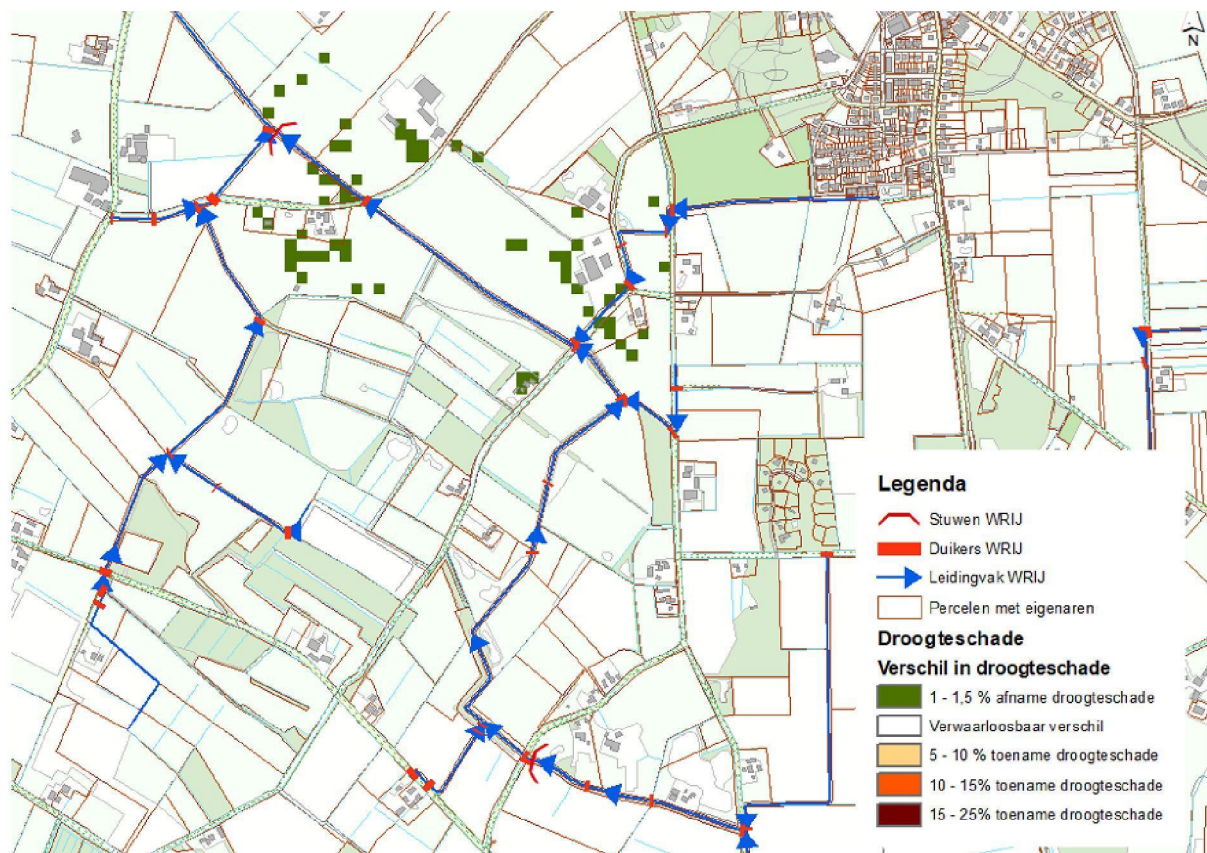 N
Legenda
Stuwen WRIJ
Duikers WRIJ
Leidingvak WRIJ
Percelen met eigenaren
Droogteschade
Verschil in droogteschade
1 - 1,5 % afname droogteschade
Verwaarloosbaar verschil
5 - 10 % toename droogteschade
10 - 15% toename droogteschade
15 - 25% toename droogteschade